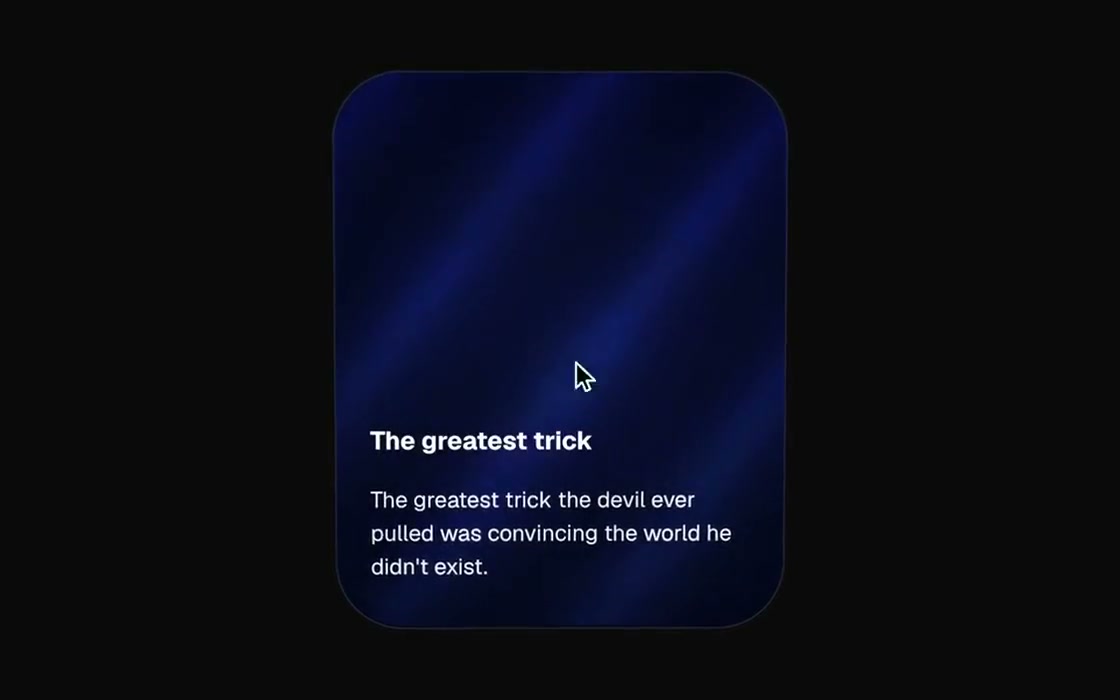 The greatest trick
The greatest trick the devil ever
pulled was convincing the world he
didn't exist.